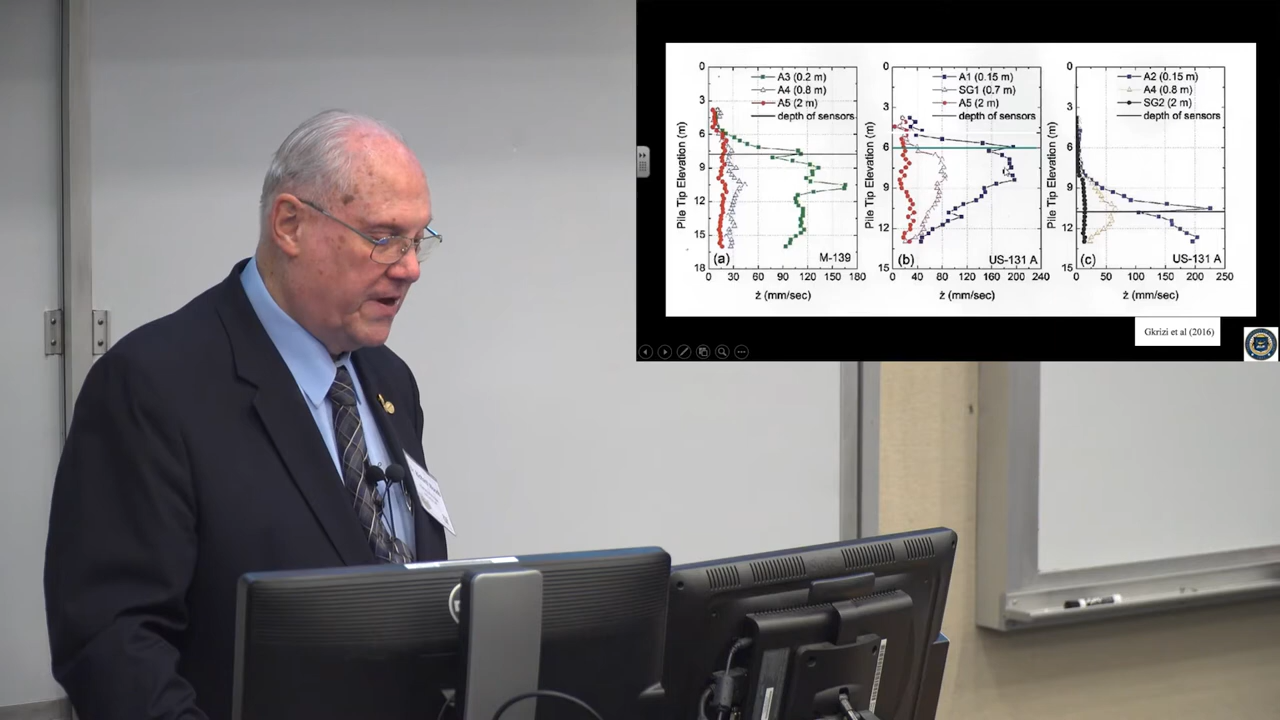 0
3
6
9
12
15
18
Pile Tip Elevation (m)
A3 (0.2 m)
A4 (0.8 m)
A5 (2 m)
depth of sensors
(a)
M-139
0 30 60 90 120 150 180
ż (mm/sec)
0
3
6
9
12
15
Pile Tip Elevation (m)
A1 (0.15 m)
SG1 (0.7 m)
A5 (2 m)
depth of sensors
(b)
US-131 A
0 40 80 120 160 200 240
ż (mm/sec)
0
3
6
9
12
15
Pile Tip Elevation (m)
A2 (0.15 m)
A4 (0.8 m)
SG2 (2 m)
depth of sensors
(c)
US-131 A
0 50 100 150 200 250
ż (mm/sec)
Gkrizi et al (2016)